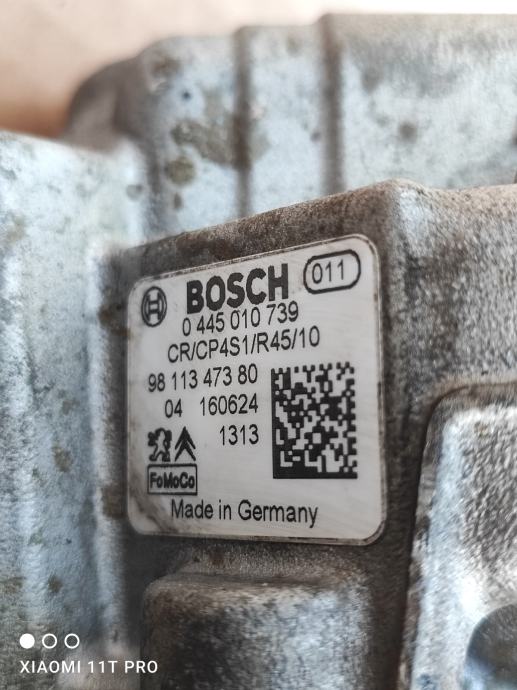 BOSCH 011
0 445 010 739
CR/CP4S1/R45/10
98 113 473 80
04 160624
1313
FoMoCo
Made in Germany
XIAOMI 11T PRO